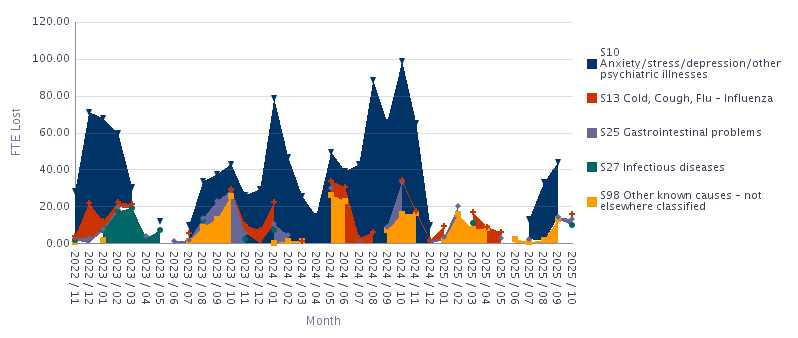 120.00
100.00
80.00
60.00
40.00
20.00
0.00
FTE Lost
2022 / 11
2022 / 12
2023 / 01
2023 / 02
2023 / 03
2023 / 04
2023 / 05
2023 / 06
2023 / 07
2023 / 08
2023 / 09
2023 / 10
2023 / 11
2023 / 12
2024 / 01
2024 / 02
2024 / 03
2024 / 04
2024 / 05
2024 / 06
2024 / 07
2024 / 08
2024 / 09
2024 / 10
2024 / 11
2024 / 12
2025 / 01
2025 / 02
2025 / 03
2025 / 04
2025 / 05
2025 / 06
2025 / 07
2025 / 08
2025 / 09
2025 / 10
Month
S10
Anxiety/stress/depression/other
psychiatric illnesses
S13 Cold, Cough, Flu - Influenza
S25 Gastrointestinal problems
S27 Infectious diseases
S98 Other known causes - not
elsewhere classified